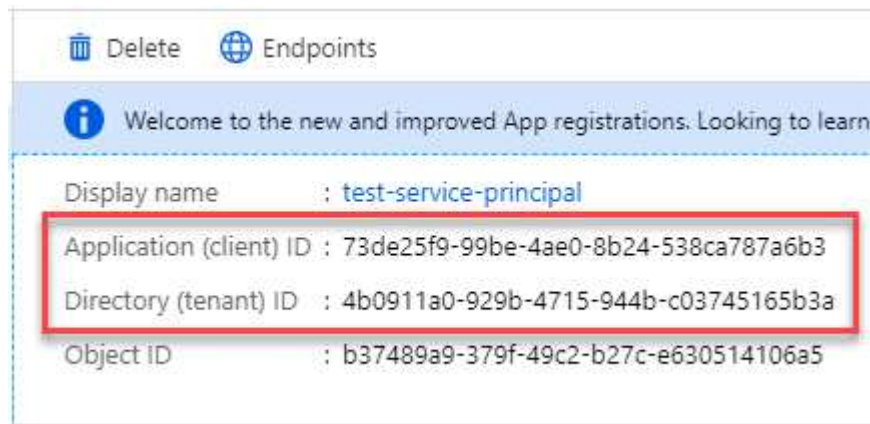 Delete Endpoints
Welcome to the new and improved App registrations. Looking to learn
Display name : test-service-principal
Application (client) ID : 73de25f9-99be-4ae0-8b24-538ca787a6b3
Directory (tenant) ID : 4b0911a0-929b-4715-944b-c03745165b3a
Object ID : b37489a9-379f-49c2-b27c-e630514106a5